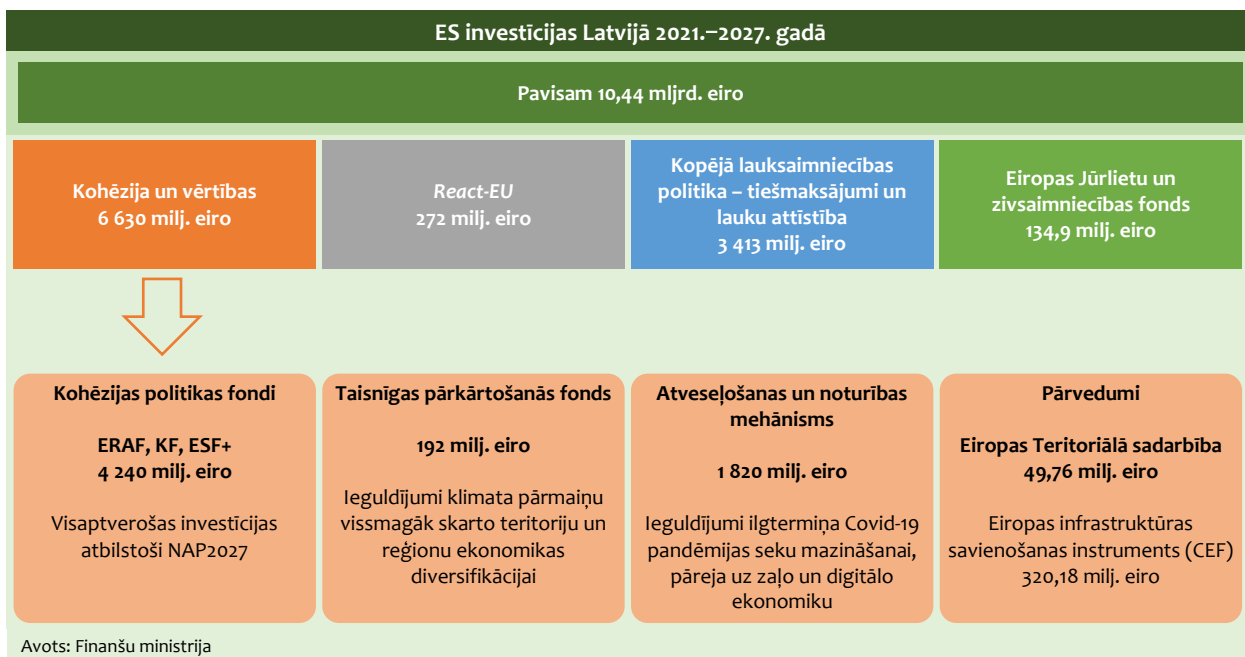 ES investīcijas Latvijā 2021.–2027. gadā
Pavisam 10,44 mljrd. eiro
Kohēzija un vērtības
6 630 milj. eiro
React-EU
272 milj. eiro
Kopējā lauksaimniecības
politika – tiešmaksājumi un
lauku attīstība
3 413 milj. eiro
Eiropas Jūrlietu un
zivsaimniecības fonds
134,9 milj. eiro
Kohēzijas politikas fondi
ERAF, KF, ESF+
4 240 milj. eiro
Visaptverošas investīcijas
atbilstoši NAP2027
Taisnīgas pārkārtošanās fonds
192 milj. eiro
Ieguldījumi klimata pārmaiņu
vissmagāk skarto teritoriju un
reģionu ekonomikas
diversifikācijai
Atveseļošanas un noturības
mehānisms
1 820 milj. eiro
Ieguldījumi ilgtermiņa Covid-19
pandēmijas seku mazināšanai,
pāreja uz zaļo un digitālo
ekonomiku
Pārvedumi
Eiropas Teritoriālā sadarbība
49,76 milj. eiro
Eiropas infrastruktūras
savienošanas instruments (CEF)
320,18 milj. eiro
Avots: Finanšu ministrija